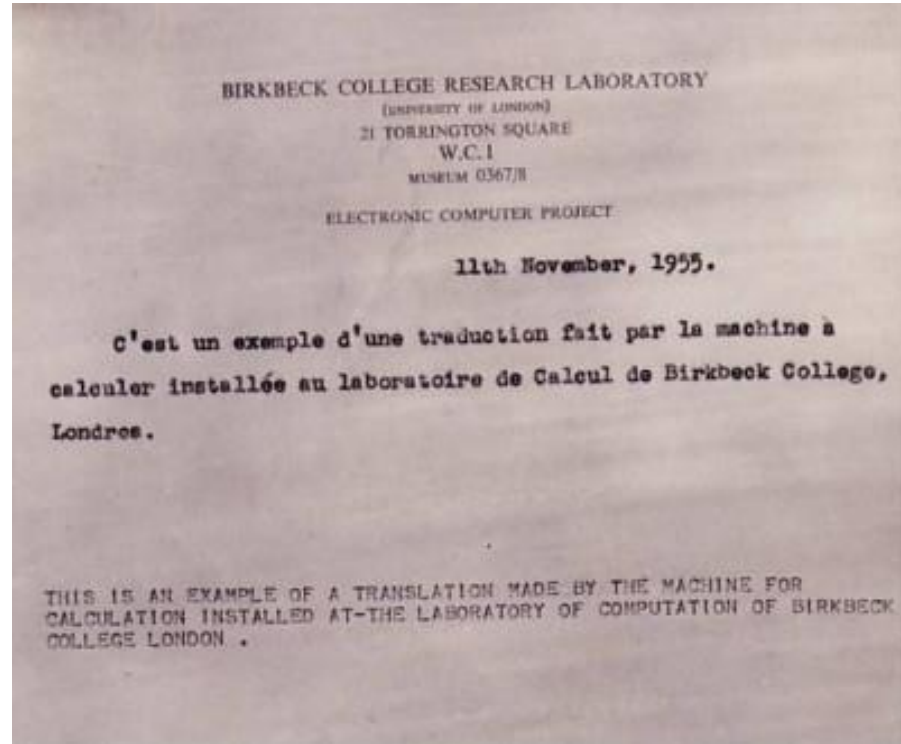 BIRKBECK COLLEGE RESEARCH LABORATORY
(UNIVERSITY OF LONDON)
21 TORRINGTON SQUARE
W.C.1
MUSEUM 0367/8
ELECTRONIC COMPUTER PROJECT
11th November, 1955.
C'est un exemple d'une traduction fait par la machine à
calculer installée au laboratoire de Calcul de Birkbeck College,
Londres.
THIS IS AN EXAMPLE OF A TRANSLATION MADE BY THE MACHINE FOR
CALCULATION INSTALLED AT-THE LABORATORY OF COMPUTATION OF BIRKBECK
COLLEGE LONDON .